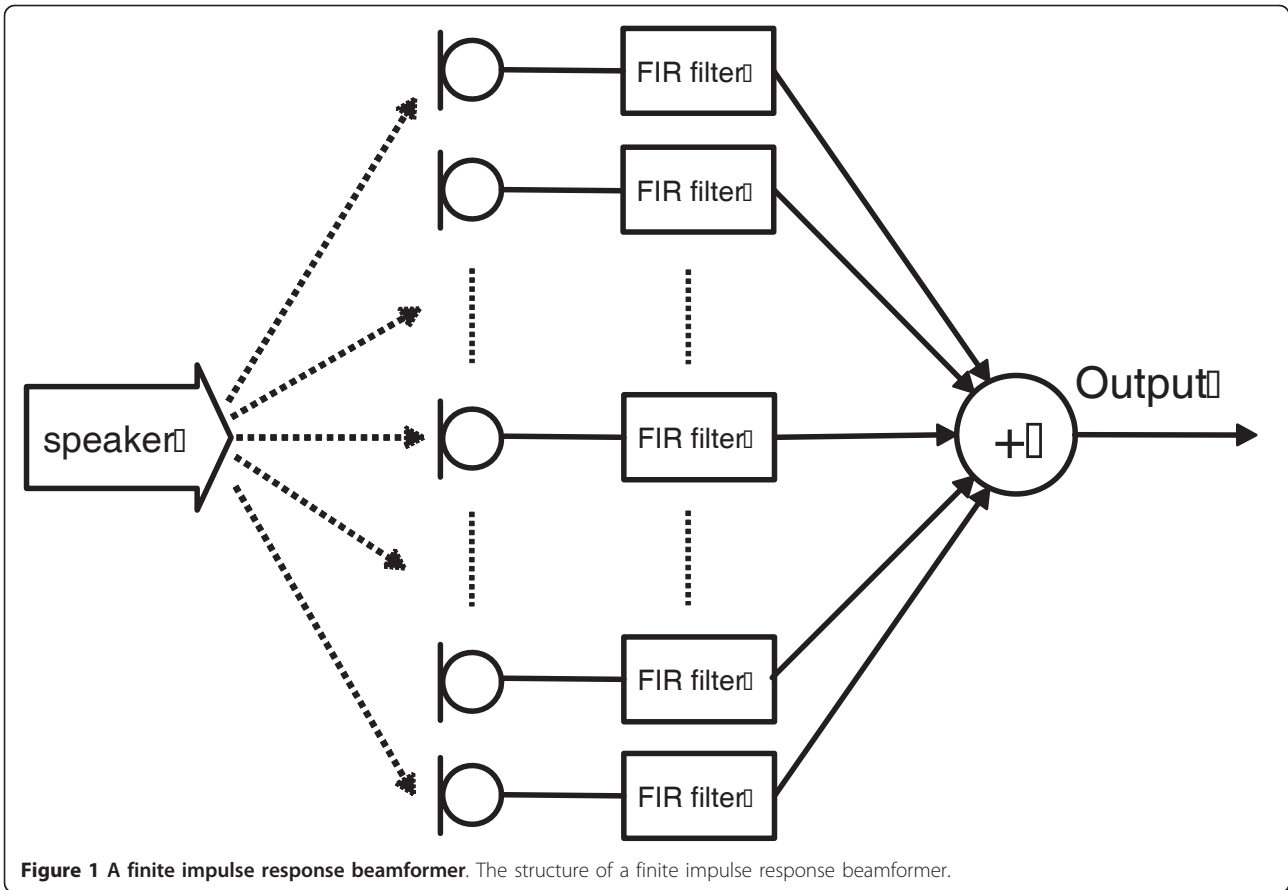 FIR filter▯
FIR filter▯
Output▯
speaker▯
FIR filter▯
+▯
FIR filter▯
FIR filter▯
Figure 1 A finite impulse response beamformer. The structure of a finite impulse response beamformer.